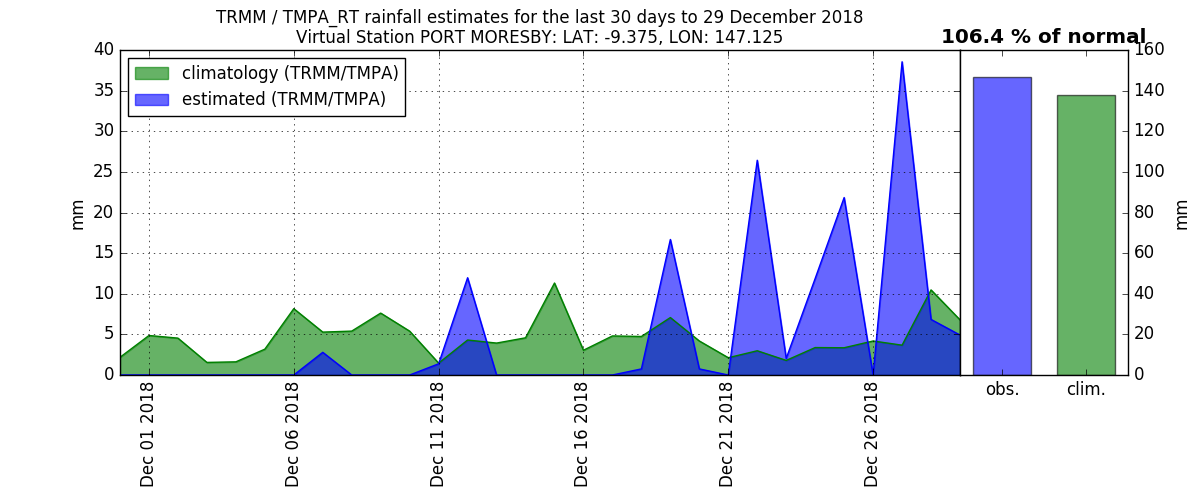 TRMM / TMPA_RT rainfall estimates for the last 30 days to 29 December 2018
Virtual Station PORT MORESBY: LAT: -9.375, LON: 147.125
106.4 % of normal
climatology (TRMM/TMPA)
estimated (TRMM/TMPA)
mm
40
35
30
25
20
15
10
5
0
Dec 01 2018
Dec 06 2018
Dec 11 2018
Dec 16 2018
Dec 21 2018
Dec 26 2018
obs.
clim.
160
140
120
100
80
60
40
20
0
mm